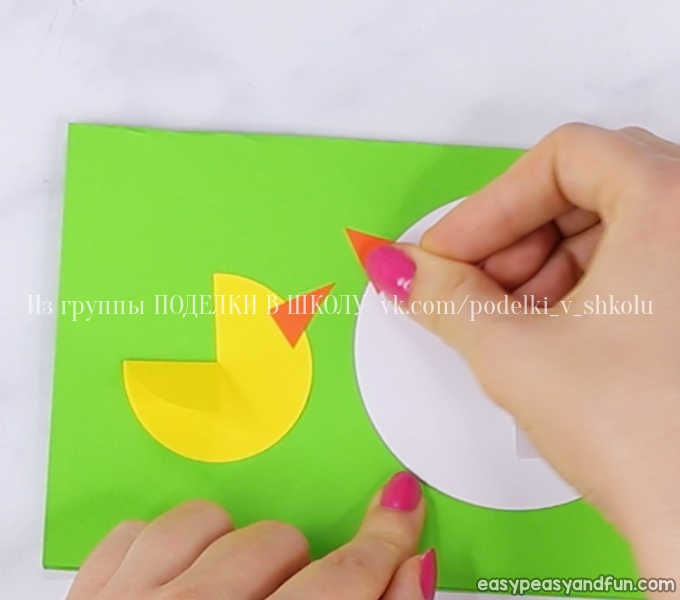 Из группы ПОДЕЛКИ В ШКОЛУ vk.com/podelki_v_shkolu
easypeasyandfun.com